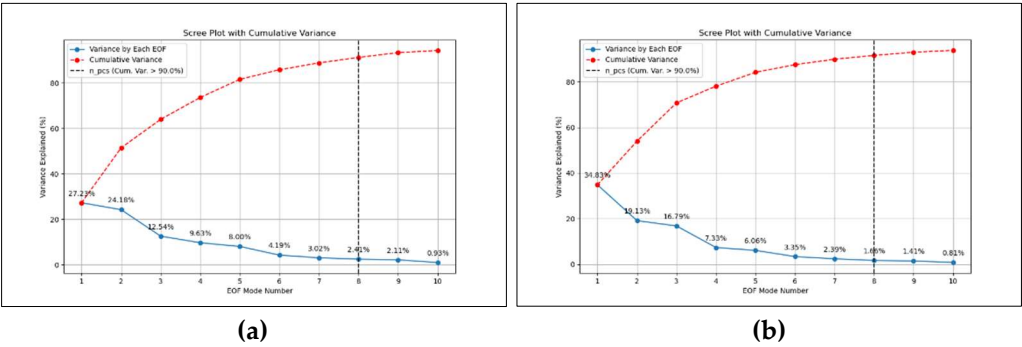 Scree Plot with Cumulative Variance
Variance by Each EOF
Cumulative Variance
n_pcs (Cum. Var. > 90.0%)
Variance Explained (%)
80
60
40
20
0
27.23%
24.18%
12.54%
9.63%
8.00%
4.19%
3.02%
2.41%
2.11%
0.93%
1 2 3 4 5 6 7 8 9 10
EOF Mode Number
(a)
Scree Plot with Cumulative Variance
Variance by Each EOF
Cumulative Variance
n_pcs (Cum. Var. > 90.0%)
Variance Explained (%)
80
60
40
20
0
34.83%
19.13%
16.79%
7.33%
6.06%
3.35%
2.39%
1.66%
1.41%
0.81%
1 2 3 4 5 6 7 8 9 10
EOF Mode Number
(b)